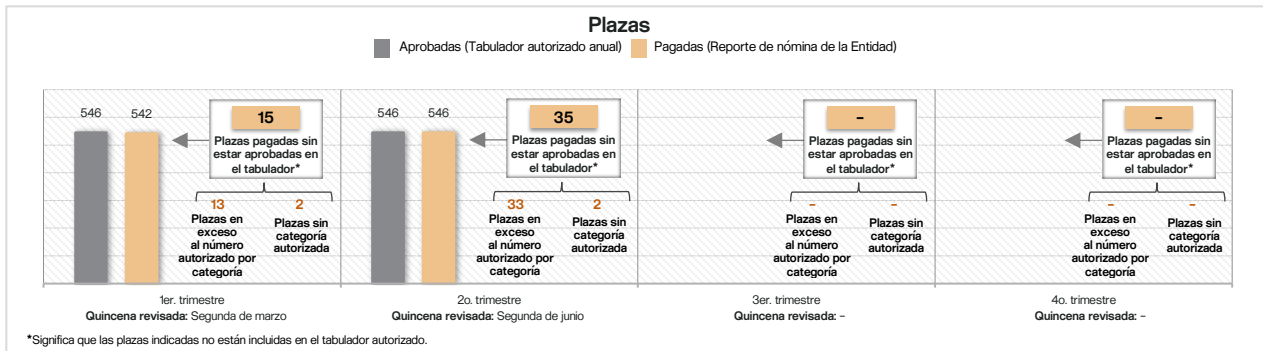 Plazas
Aprobadas (Tabulador autorizado anual)
Pagadas (Reporte de nómina de la Entidad)
546
542
15
Plazas pagadas sin
estar aprobadas en
el tabulador*
13
Plazas en
exceso
al número
autorizado por
categoría
2
Plazas sin
categoría
autorizada
1er. trimestre
Quincena revisada: Segunda de marzo
546
546
35
Plazas pagadas sin
estar aprobadas en
el tabulador*
33
Plazas en
exceso
al número
autorizado por
categoría
2
Plazas sin
categoría
autorizada
2o. trimestre
Quincena revisada: Segunda de junio
-
Plazas pagadas sin
estar aprobadas en
el tabulador*
-
Plazas en
exceso
al número
autorizado por
categoría
-
Plazas sin
categoría
autorizada
3er. trimestre
Quincena revisada: -
-
Plazas pagadas sin
estar aprobadas en
el tabulador*
-
Plazas en
exceso
al número
autorizado por
categoría
-
Plazas sin
categoría
autorizada
4o. trimestre
Quincena revisada: -
*Significa que las plazas indicadas no están incluidas en el tabulador autorizado.